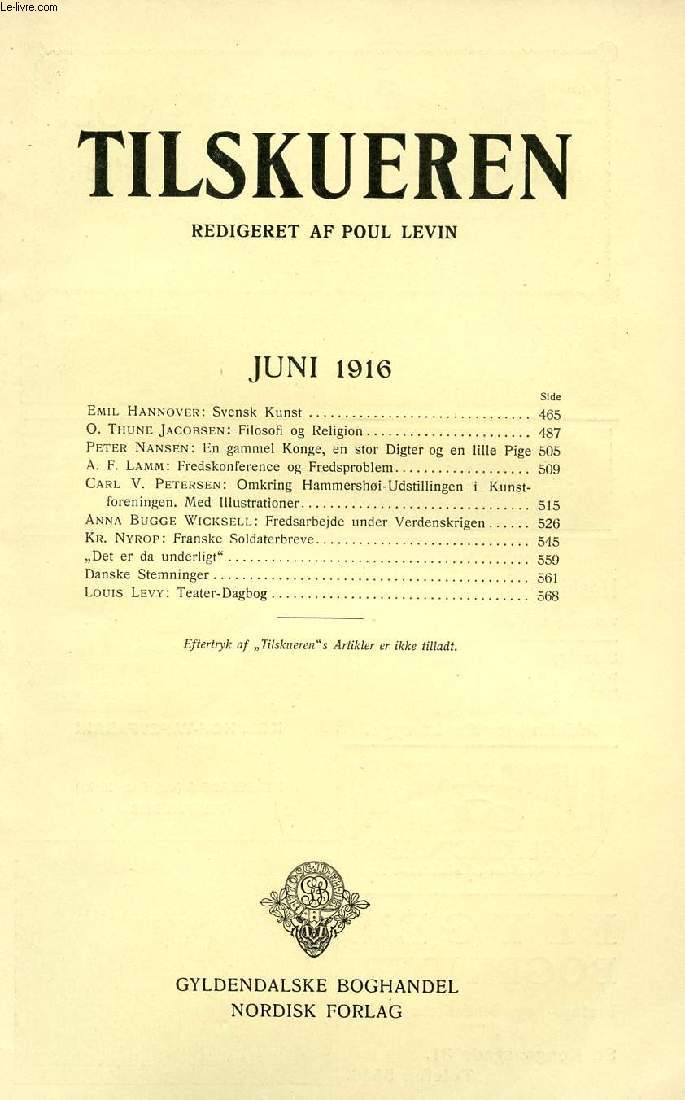 Le-livre.com
TILSKUEREN
REDIGERET AF POUL LEVIN
JUNI 1916
Side
EMIL HANNOVER: Svensk Kunst .............................. 465
O. THUNE JACOBSEN: Filosofi og Religion ....................... 487
PETER NANSEN: En gammel Konge, en stor Digter og en lille Pige 505
A. F. LAMM: Fredskonference og Fredsproblem................... 509
CARL V. PETERSEN: Omkring Hammershøi-Udstillingen i Kunst-
foreningen. Med Illustrationer................................ 515
ANNA BUGGE WICKSELL: Fredsarbejde under Verdenskrigen ...... 526
KR. NYROP: Franske Soldaterbreve.............................. 545
„Det er da underligt“ .......................................... 559
Danske Stemninger ............................................ 561
LOUIS LEVY: Teater-Dagbog .................................... 568
Eftertryk af „Tilskueren“s Artikler er ikke tilladt.
GYLDENDALSKE BOGHANDEL
NORDISK FORLAG